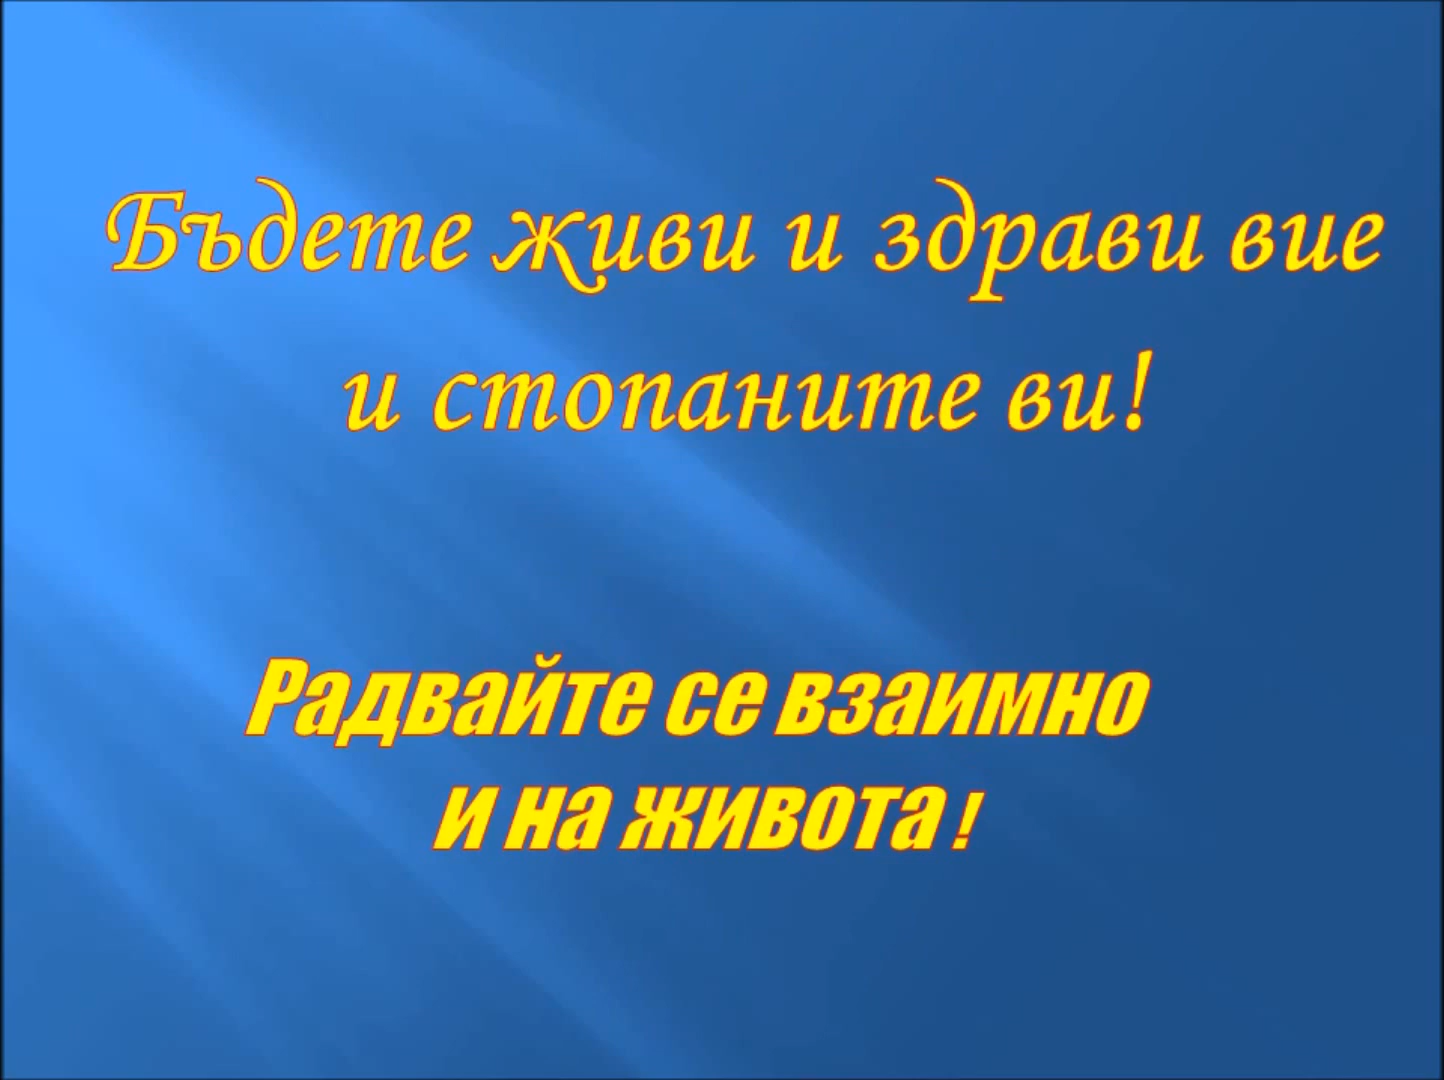 Бъдете живи и здрави вие
и стопаните ви!
Радвайте се взаимно
и на живота !